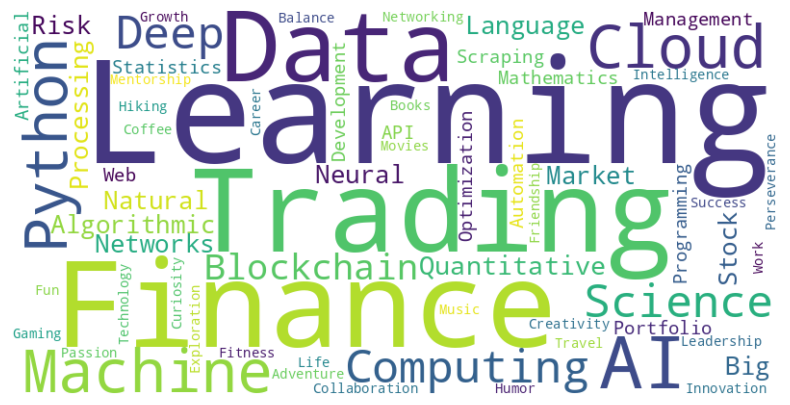 Risk
Growth
Deep
Data
Balance
Networking
Language
Management
Cloud
Artificial
Python
Processing
Statistics
Mentorship
Hiking
Coffee
Career
Learning
Development
Books
API
Movies
Scraping
Mathematics
Intelligence
Web
Neural
Optimization
Automation
Friendship
Market
Programming
Success
Perseverance
Natural
Algorithmic
Networks
Trading
Stock
Work
Blockchain
Quantitative
Fun
Technology
Curiosity
Exploration
Finance
Music
Science
Gaming
Passion
Fitness
Life
Adventure
Creativity
Travel
Portfolio
Leadership
Machine
Computing
AI
Big
Collaboration
Humor
Innovation